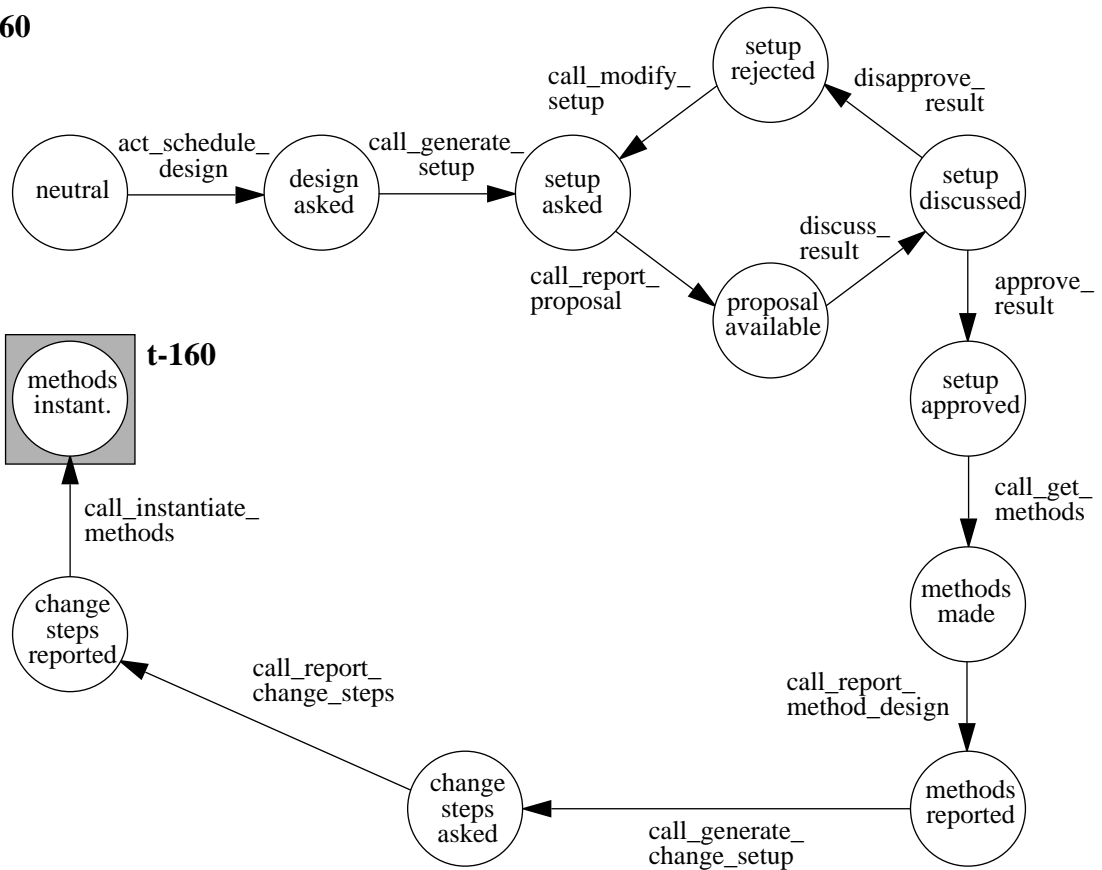 60
setup
rejected
call_modify_
setup
disapprove_
result
act_schedule_
design
call_generate_
setup
neutral
design
asked
setup
asked
setup
discussed
discuss_
result
call_report_
proposal
proposal
available
approve_
result
t-160
methods
instant.
setup
approved
call_instantiate_
methods
call_get_
methods
change
steps
reported
methods
made
call_report_
change_steps
call_report_
method_design
change
steps
asked
methods
reported
call_generate_
change_setup